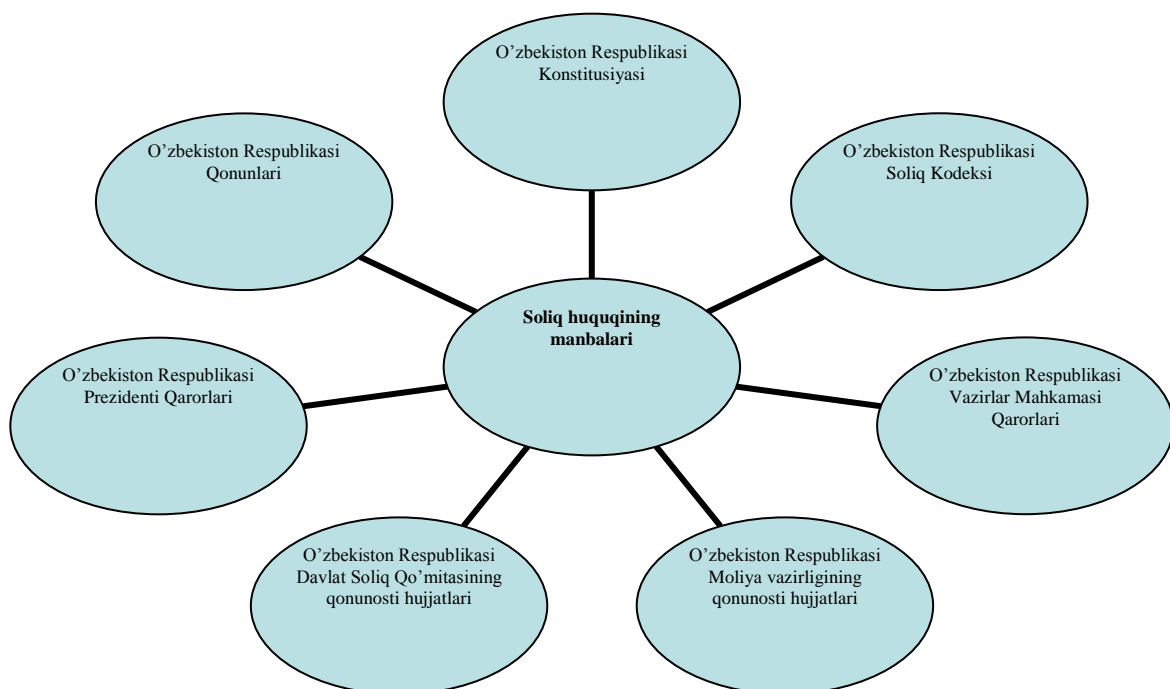 O’zbekiston Respublikasi
Konstitusiyasi
O’zbekiston Respublikasi
Qonunlari
O’zbekiston Respublikasi
Soliq Kodeksi
Soliq huquqining
manbalari
O’zbekiston Respublikasi
Prezidenti Qarorlari
O’zbekiston Respublikasi
Vazirlar Mahkamasi
Qarorlari
O’zbekiston Respublikasi
Davlat Soliq Qo’mitasining
qonunosti hujjatlari
O’zbekiston Respublikasi
Moliya vazirligining
qonunosti hujjatlari